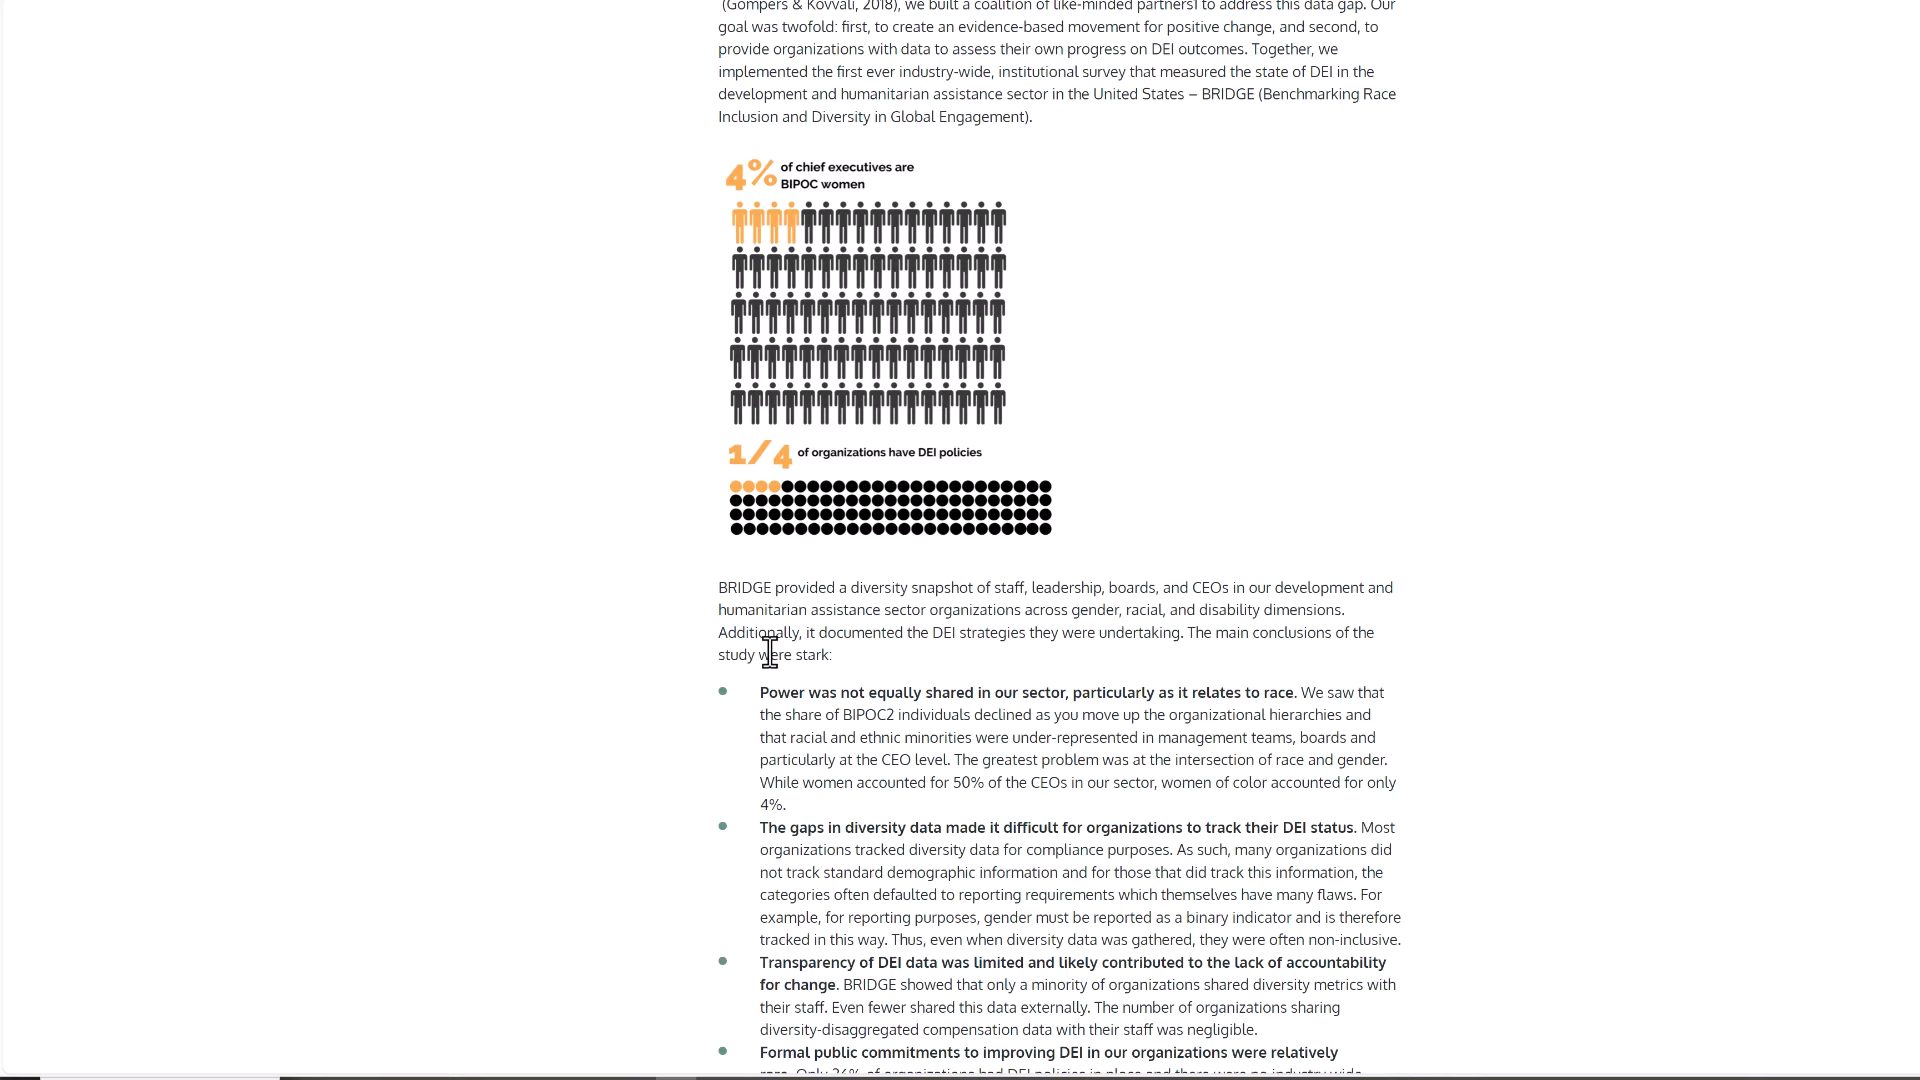 (Gompers & Kovvali, 2018), we built a coalition of like-minded partners1 to address this data gap. Our
goal was twofold: first, to create an evidence-based movement for positive change, and second, to
provide organizations with data to assess their own progress on DEI outcomes. Together, we
implemented the first ever industry-wide, institutional survey that measured the state of DEI in the
development and humanitarian assistance sector in the United States – BRIDGE (Benchmarking Race
Inclusion and Diversity in Global Engagement).
4% of chief executives are
BIPOC women
1/4 of organizations have DEI policies
BRIDGE provided a diversity snapshot of staff, leadership, boards, and CEOs in our development and
humanitarian assistance sector organizations across gender, racial, and disability dimensions.
Additionally, it documented the DEI strategies they were undertaking. The main conclusions of the
study were stark:
Power was not equally shared in our sector, particularly as it relates to race. We saw that
the share of BIPOC2 individuals declined as you move up the organizational hierarchies and
that racial and ethnic minorities were under-represented in management teams, boards and
particularly at the CEO level. The greatest problem was at the intersection of race and gender.
While women accounted for 50% of the CEOs in our sector, women of color accounted for only
4%.
The gaps in diversity data made it difficult for organizations to track their DEI status. Most
organizations tracked diversity data for compliance purposes. As such, many organizations did
not track standard demographic information and for those that did track this information, the
categories often defaulted to reporting requirements which themselves have many flaws. For
example, for reporting purposes, gender must be reported as a binary indicator and is therefore
tracked in this way. Thus, even when diversity data was gathered, they were often non-inclusive.
Transparency of DEI data was limited and likely contributed to the lack of accountability
for change. BRIDGE showed that only a minority of organizations shared diversity metrics with
their staff. Even fewer shared this data externally. The number of organizations sharing
diversity-disaggregated compensation data with their staff was negligible.
Formal public commitments to improving DEI in our organizations were relatively
of organizations had DEI policies in place and there were no industry-wide